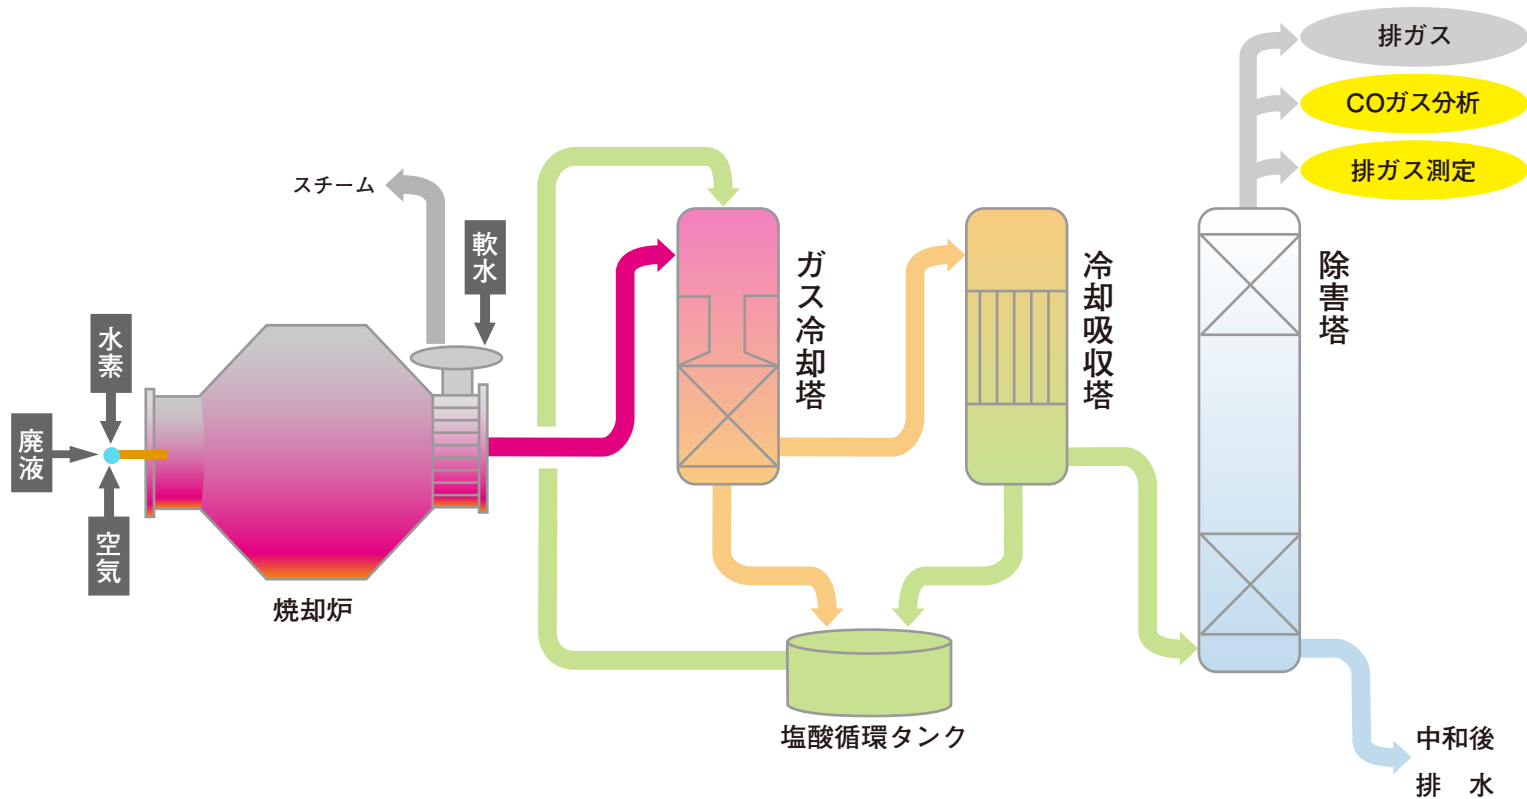 排ガス
COガス分析
排ガス測定
スチーム
軟水
水素
廃液
空気
焼却炉
ガス冷却塔
冷却吸収塔
除害塔
塩酸循環タンク
中和後
排 水